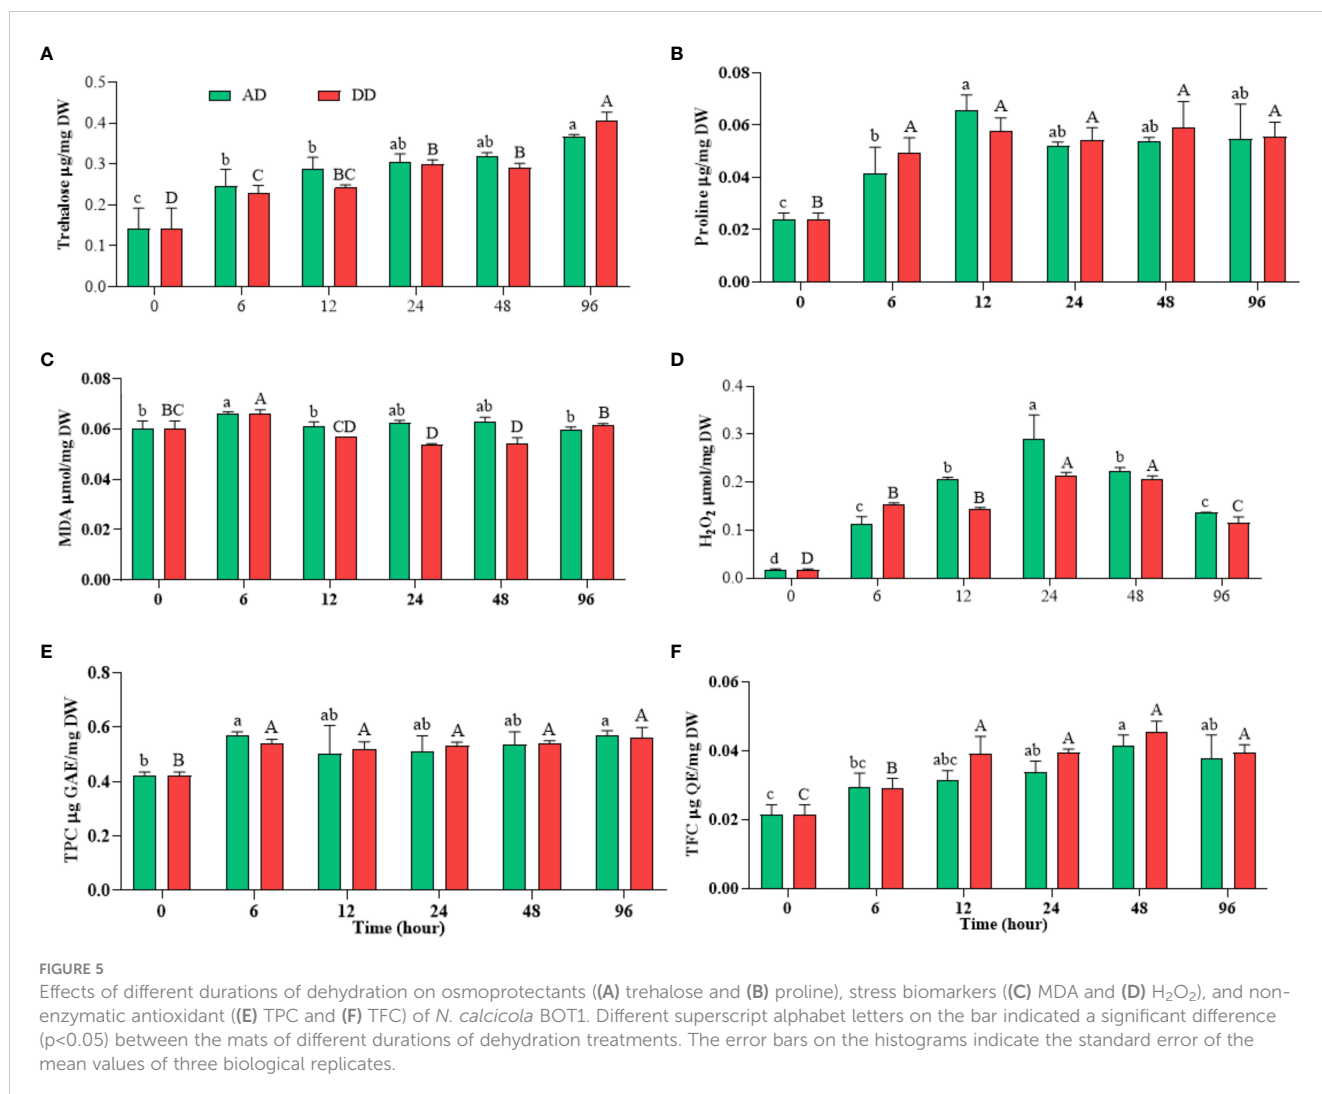 A
Trehalose µg/mg DW
0.5
0.4
0.3
0.2
0.1
0.0
AD
DD
c D b C b BC ab B ab B a A
0 6 12 24 48 96
B
Proline µg/mg DW
0.08
0.06
0.04
0.02
0.00
c B b A a A ab A ab A ab A
0 6 12 24 48 96
C
MDA µmol/mg DW
0.08
0.06
0.04
0.02
0.00
b BC a A b CD ab D ab D b B
0 6 12 24 48 96
D
H₂O₂ µmol/mg DW
0.4
0.3
0.2
0.1
0.0
d D c B b B a A b A c C
0 6 12 24 48 96
E
TPC µg GAE/mg DW
0.8
0.6
0.4
0.2
0.0
b B a A ab A ab A ab A a A
0 6 12 24 48 96
Time (hour)
F
TFC µg QE/mg DW
0.06
0.04
0.02
0.00
c C bc B abc A ab A a A ab A
0 6 12 24 48 96
Time (hour)
FIGURE 5
Effects of different durations of dehydration on osmoprotectants ((A) trehalose and (B) proline), stress biomarkers ((C) MDA and (D) H₂O₂), and non-
enzymatic antioxidant ((E) TPC and (F) TFC) of N. calcicola BOT1. Different superscript alphabet letters on the bar indicated a significant difference
(p<0.05) between the mats of different durations of dehydration treatments. The error bars on the histograms indicate the standard error of the
mean values of three biological replicates.